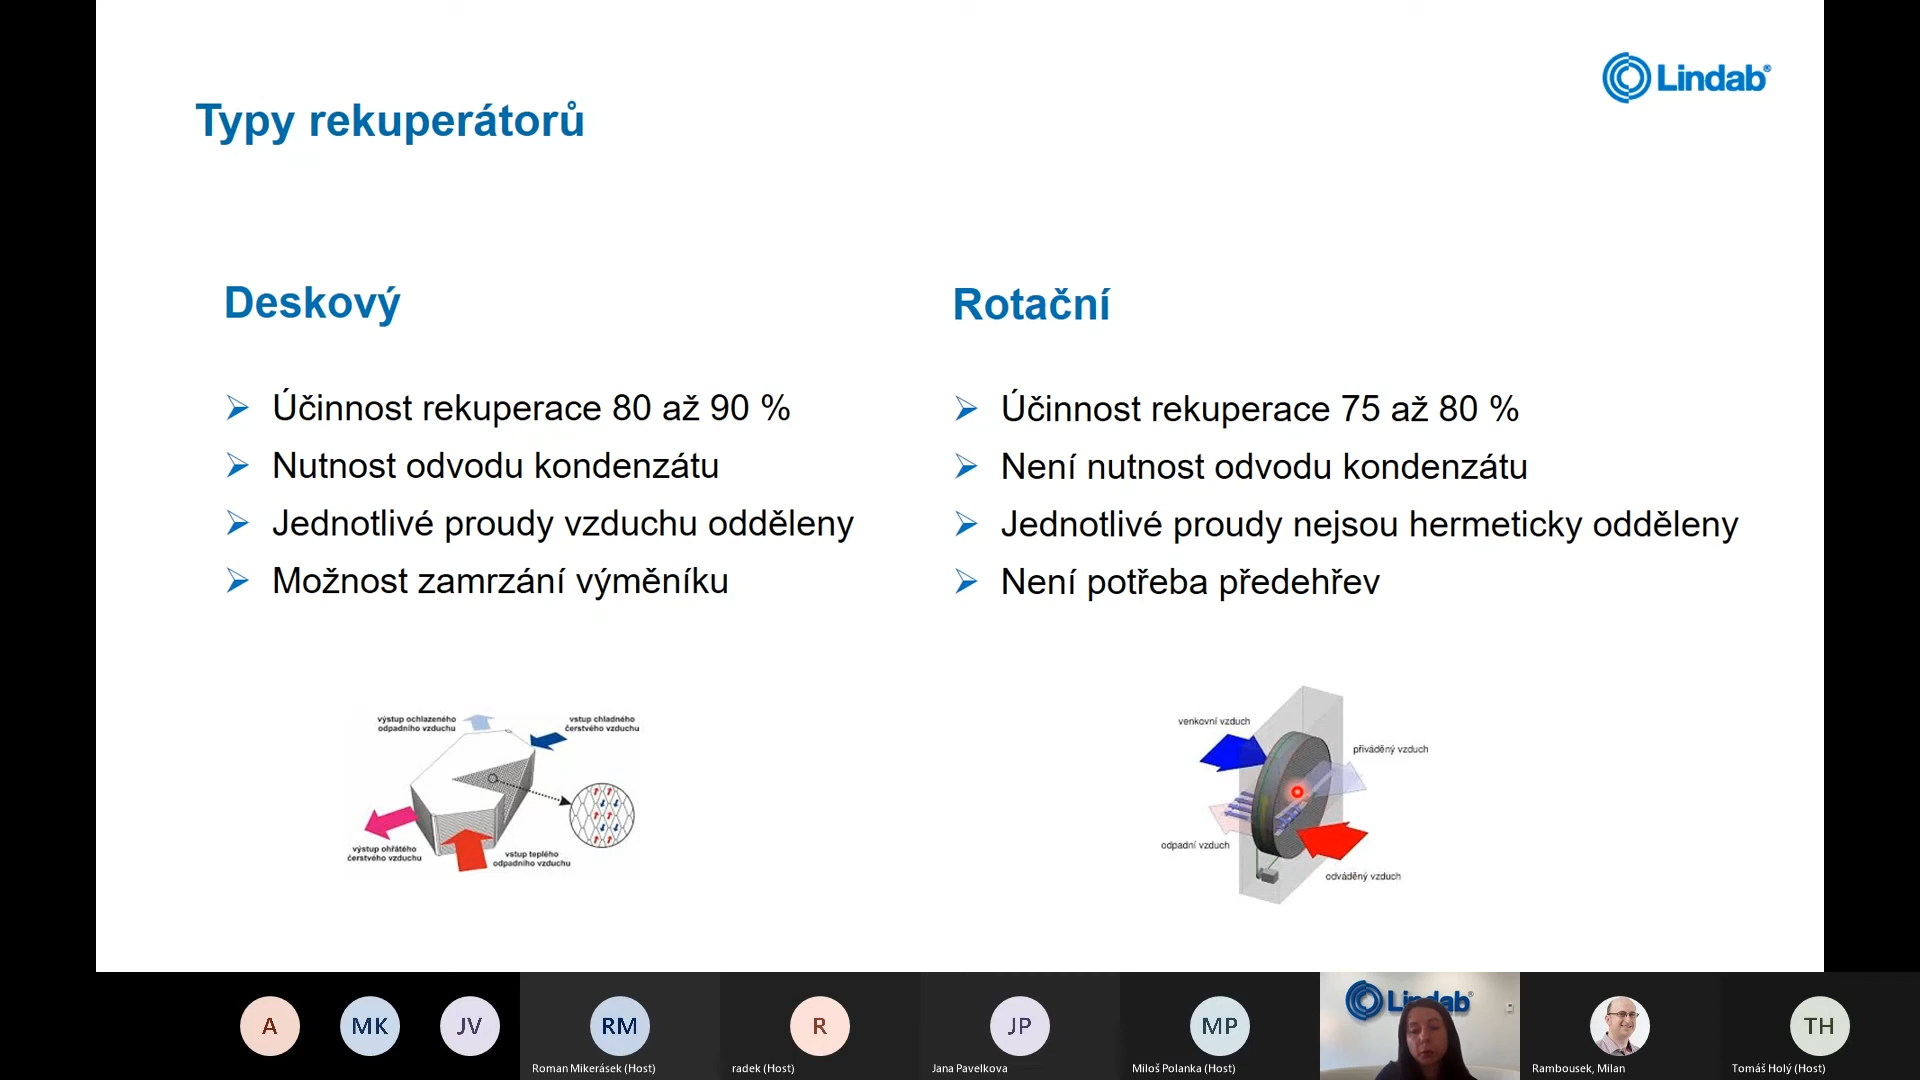 Lindab®
Typy rekuperátorů
Deskový
Účinnost rekuperace 80 až 90 %
Nutnost odvodu kondenzátu
Jednotlivé proudy vzduchu odděleny
Možnost zamrzání výměníku
Rotační
Účinnost rekuperace 75 až 80 %
Není nutnost odvodu kondenzátu
Jednotlivé proudy nejsou hermeticky odděleny
Není potřeba předehřev
výstup ochlazeného
odpadního vzduchu
vstup chladného
čerstvého vzduchu
výstup ohřátého
čerstvého vzduchu
vstup teplého
odpadního vzduchu
venkovní vzduch
přiváděný vzduch
odpadní vzduch
odváděný vzduch
A
MK
JV
RM
Roman Mikerásek (Host)
R
radek (Host)
JP
Jana Pavelkova
MP
Miloš Polanka (Host)
Lindab®
Rambousek, Milan
TH
Tomáš Holý (Host)